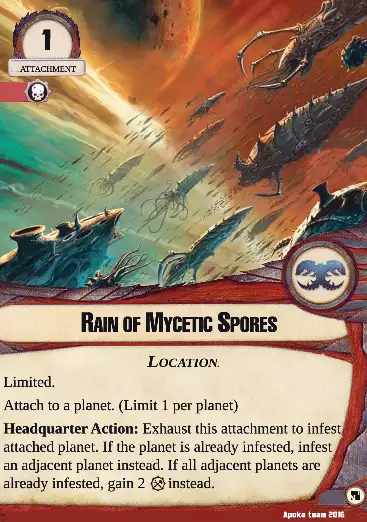 1
ATTACHMENT
RAIN OF MYCETIC SPORES
LOCATION.
Limited.
Attach to a planet. (Limit 1 per planet)
Headquarter Action: Exhaust this attachment to infest
attached planet. If the planet is already infested, infest
an adjacent planet instead. If all adjacent planets are
already infested, gain 2 instead.
Apoka team 2016